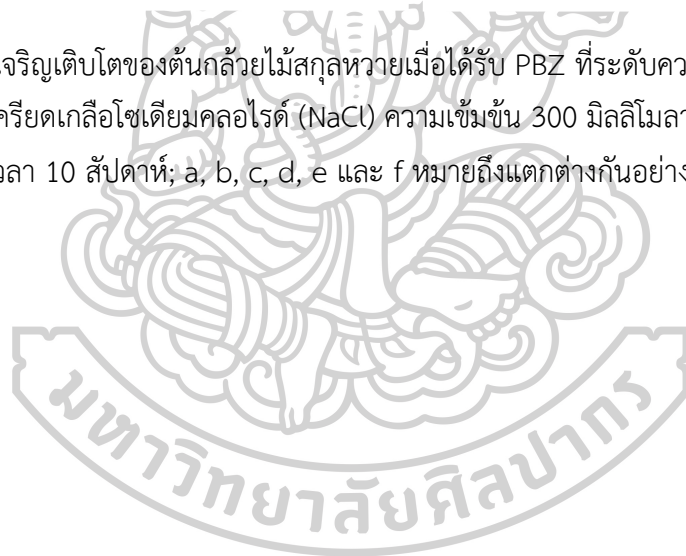 เจริญเติบโตของต้นกล้วยไม้สกุลหวายเมื่อได้รับ PBZ ที่ระดับคว
ครียดเกลือโซเดียมคลอไรด์ (NaCl) ความเข้มข้น 300 มิลลิโมลา
วลา 10 สัปดาห์; a, b, c, d, e และ f หมายถึงแตกต่างกันอย่าง
มหาวิทยาลัยศิลปากร